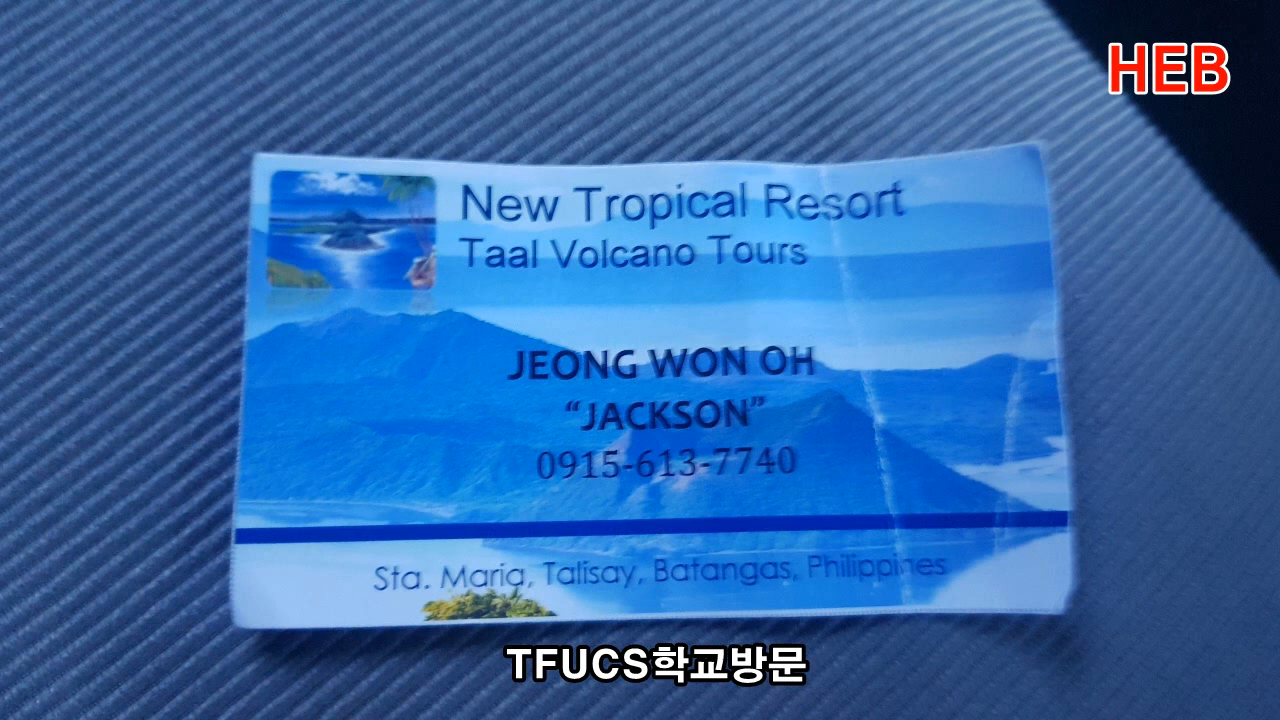 HEB
New Tropical Resort
Taal Volcano Tours
JEONG WON OH
“JACKSON”
0915-613-7740
Sta. Maria, Talisay, Batangas, Philippines
TFUCS학교방문